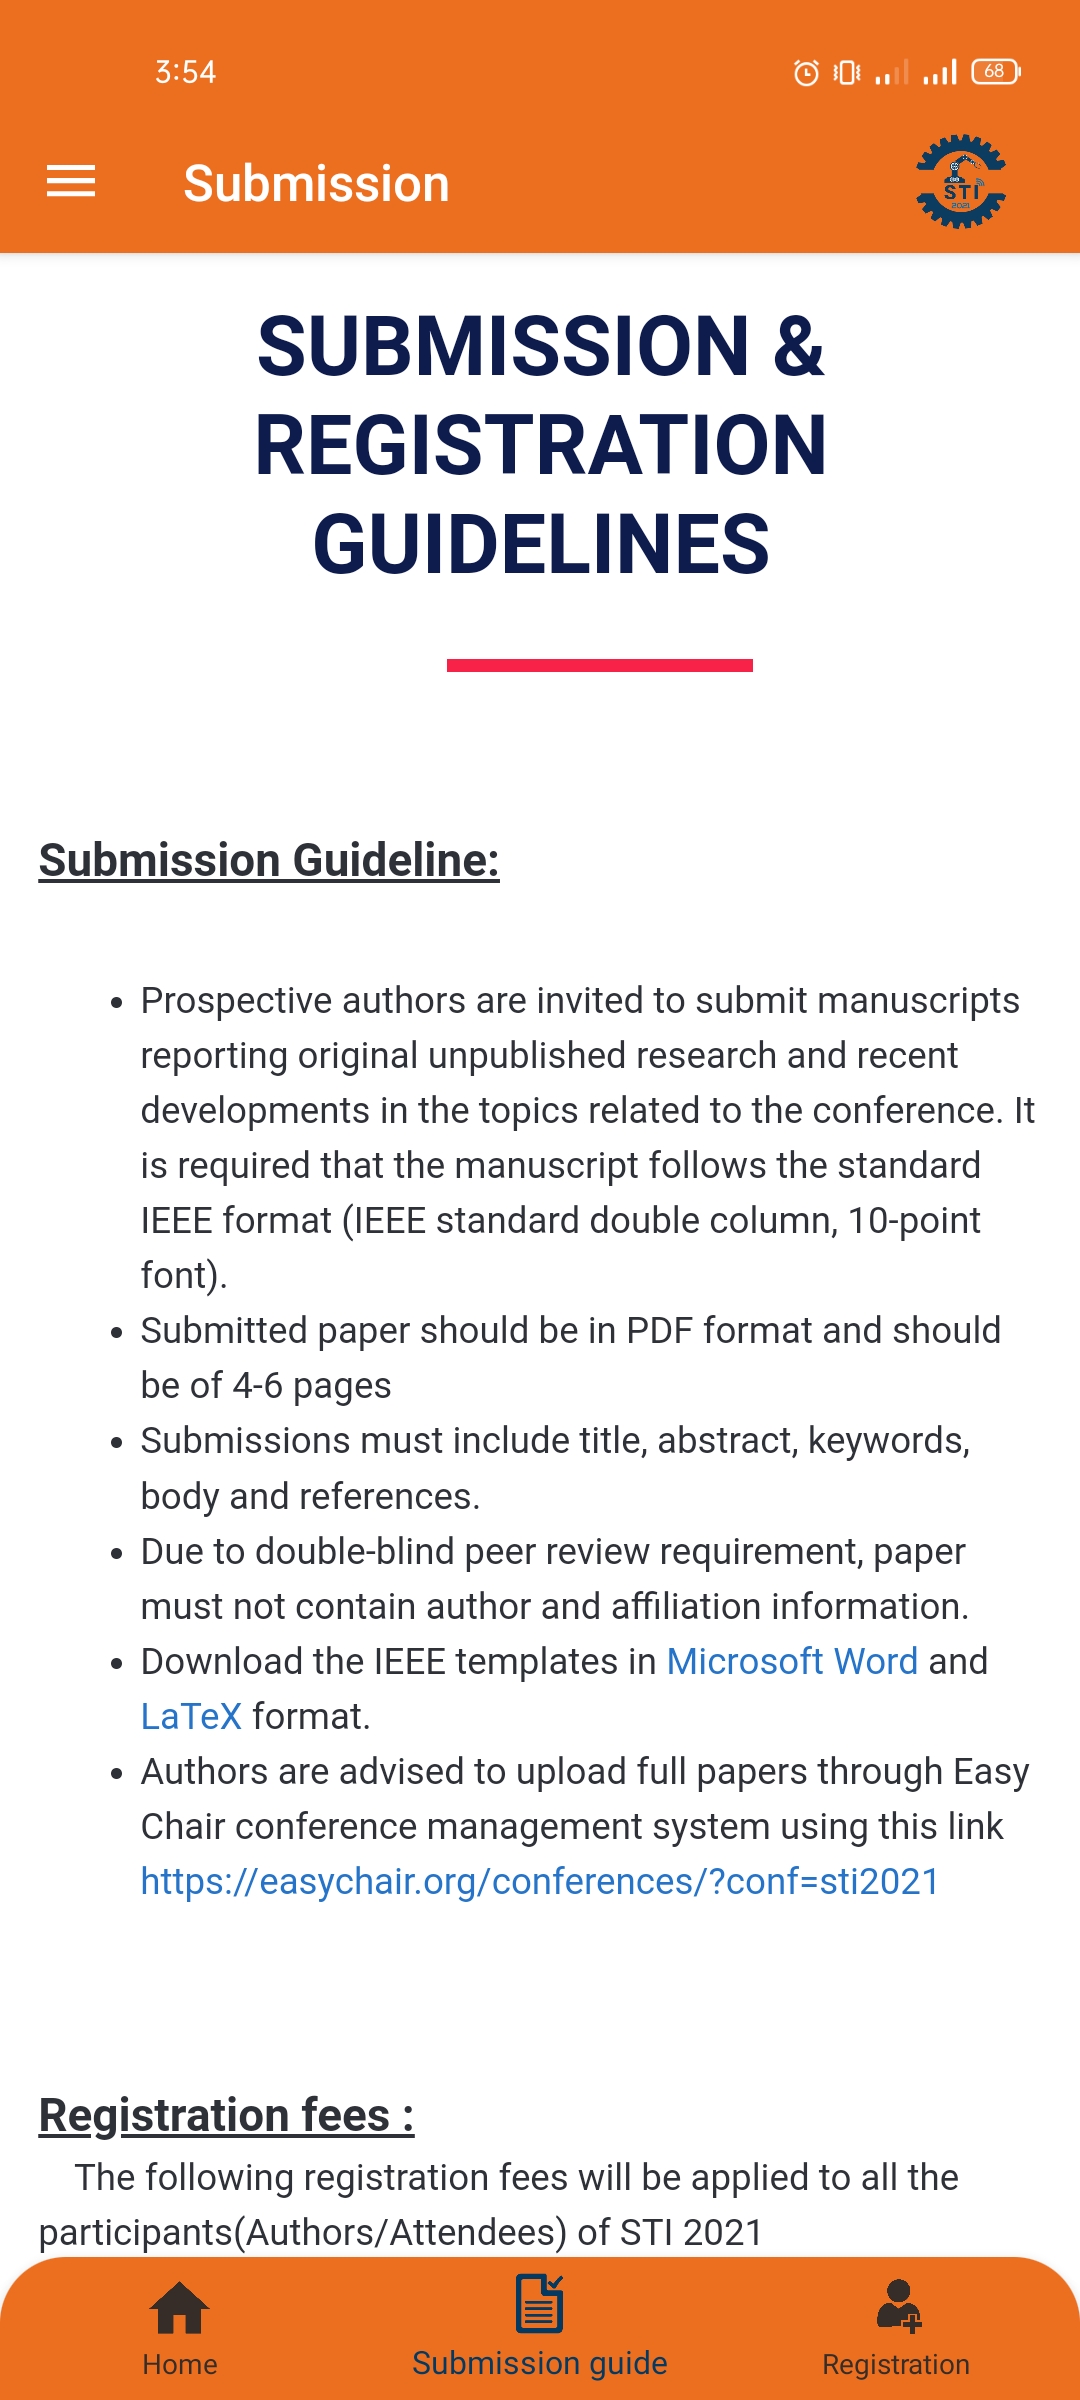 3:54
68
Submission
STI
2021
SUBMISSION &
REGISTRATION
GUIDELINES
Submission Guideline:
• Prospective authors are invited to submit manuscripts
reporting original unpublished research and recent
developments in the topics related to the conference. It
is required that the manuscript follows the standard
IEEE format (IEEE standard double column, 10-point
font).
• Submitted paper should be in PDF format and should
be of 4-6 pages
• Submissions must include title, abstract, keywords,
body and references.
• Due to double-blind peer review requirement, paper
must not contain author and affiliation information.
• Download the IEEE templates in Microsoft Word and
LaTeX format.
• Authors are advised to upload full papers through Easy
Chair conference management system using this link
https://easychair.org/conferences/?conf=sti2021
Registration fees :
The following registration fees will be applied to all the
participants(Authors/Attendees) of STI 2021
Home
Submission guide
Registration